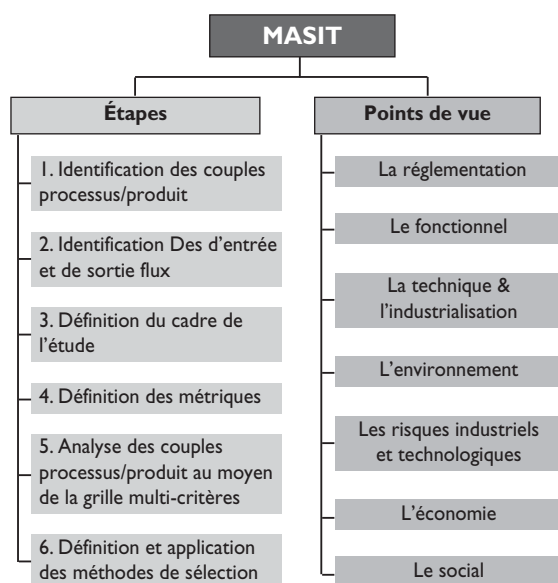 MASIT
Étapes
1. Identification des couples
processus/produit
2. Identification Des d'entrée
et de sortie flux
3. Définition du cadre de
l'étude
4. Définition des métriques
5. Analyse des couples
processus/produit au moyen
de la grille multi-critères
6. Définition et application
des méthodes de sélection
Points de vue
La réglementation
Le fonctionnel
La technique &
l'industrialisation
L'environnement
Les risques industriels
et technologiques
L'économie
Le social